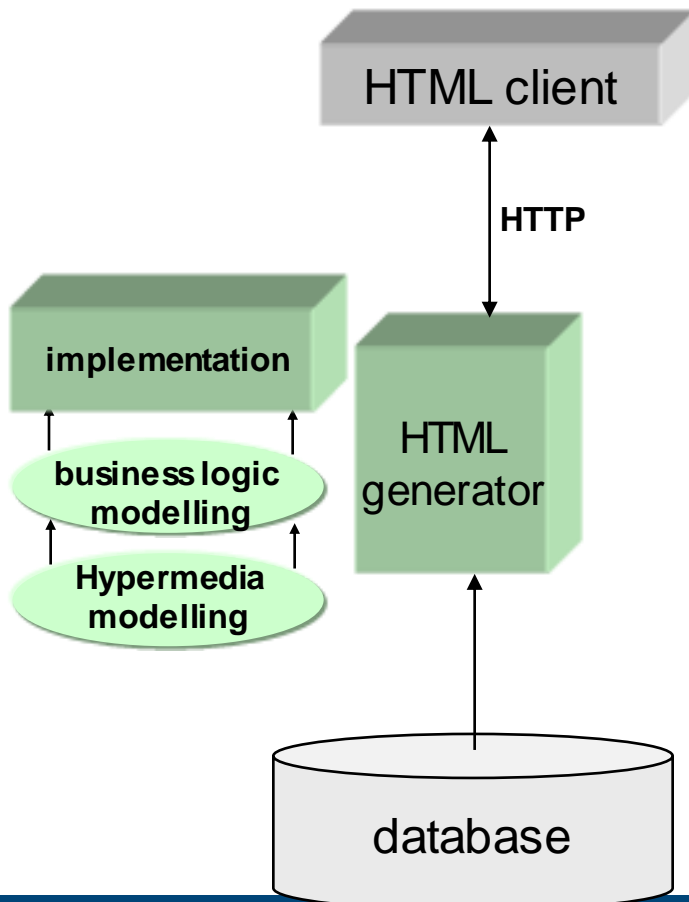 HTML client
HTTP
implementation
HTML
generator
business logic
modelling
Hypermedia
modelling
database